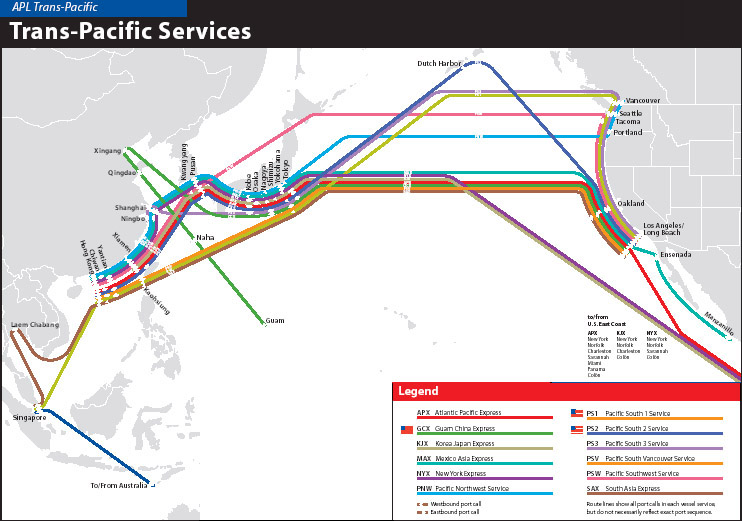 APL Trans-Pacific
Trans-Pacific Services
Dutch Harbor
Vancouver
Seattle
Tacoma
Portland
Xingang
Qingdao
Shanghai
Ningbo
Xiamen
Yantian
Chiwan
Hong Kong
Kwangyang
Pusan
Kobe
Osaka
Nagoya
Shimizu
Yokohama
Tokyo
Naha
Kaohsiung
Guam
Oakland
Los Angeles/
Long Beach
Ensenada
Manzanillo
Laem Chabang
Singapore
To/From Australia
to/from
U.S. East Coast
APX KJX NYX
New York New York New York
Norfolk Norfolk Norfolk
Charleston Charleston Savannah
Savannah Colón Colón
Miami
Panama
Colón
Legend
APX Atlantic Pacific Express
GCX Guam China Express
KJX Korea Japan Express
MAX Mexico Asia Express
NYX New York Express
PNW Pacific Northwest Service
Westbound port call
Eastbound port call
PS1 Pacific South 1 Service
PS2 Pacific South 2 Service
PS3 Pacific South 3 Service
PSV Pacific South Vancouver Service
PSW Pacific Southwest Service
SAX South Asia Express
Route lines show all port calls in each vessel service,
but do not necessarily reflect exact port sequence.